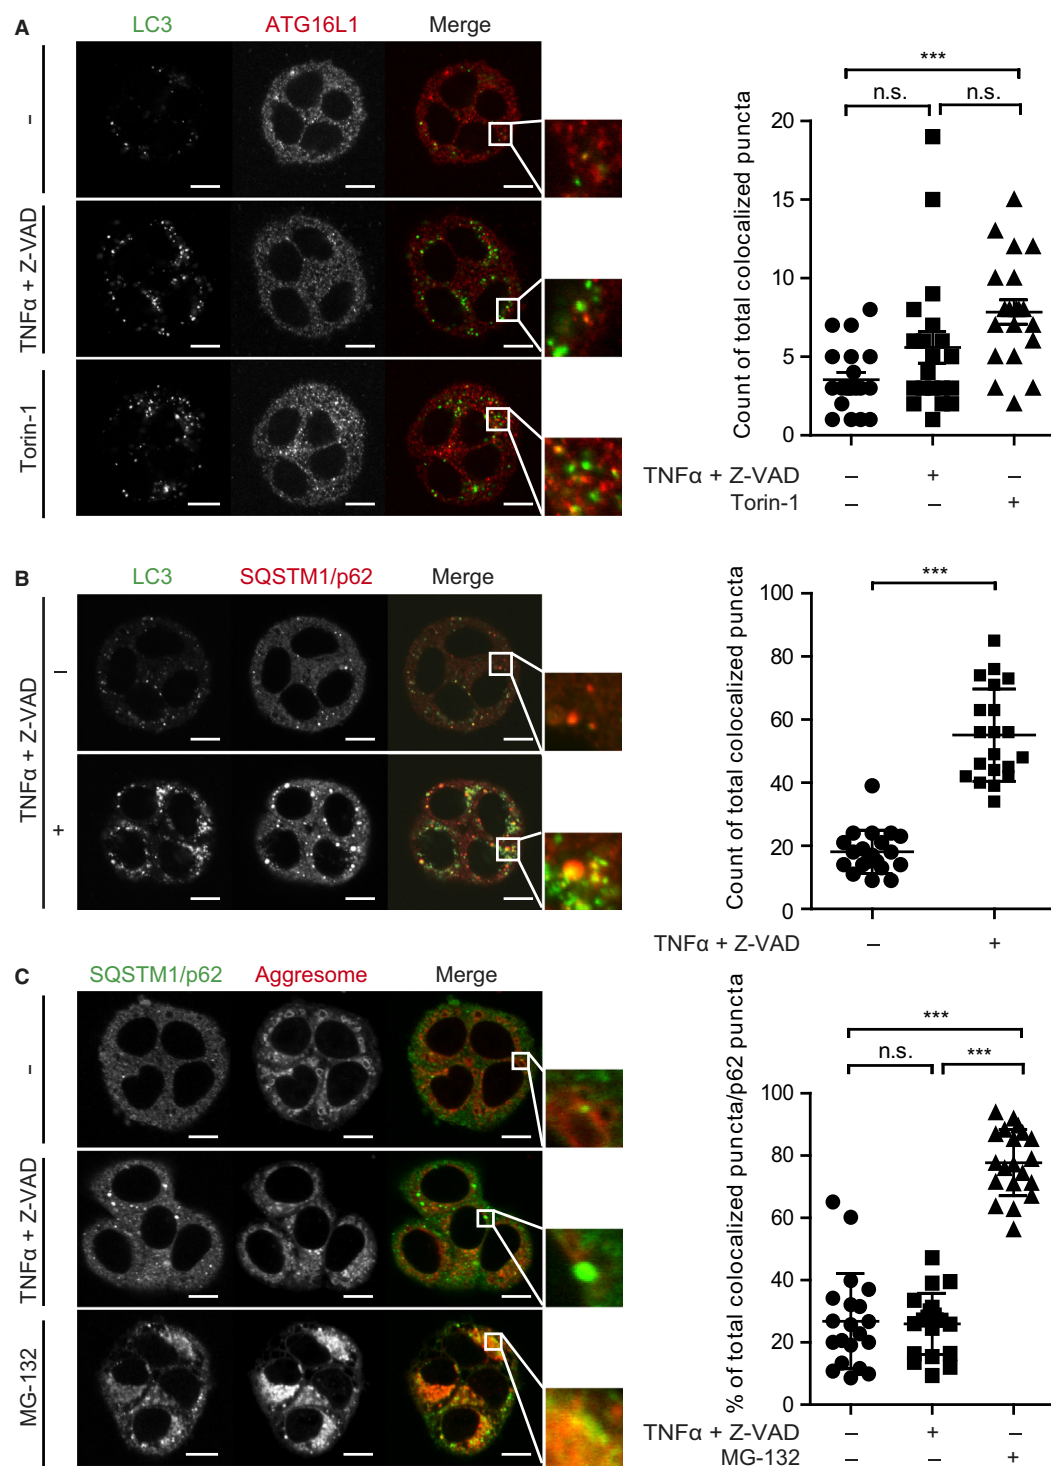 A
LC3 ATG16L1 Merge
–
TNFα + Z-VAD
Torin-1
***
n.s. n.s.
Count of total colocalized puncta
20
15
10
5
0
TNFα + Z-VAD – + –
Torin-1 – – +
B
LC3 SQSTM1/p62 Merge
TNFα + Z-VAD
–
+
***
Count of total colocalized puncta
100
80
60
40
20
0
TNFα + Z-VAD – +
C
SQSTM1/p62 Aggresome Merge
–
TNFα + Z-VAD
MG-132
***
n.s. ***
% of total colocalized puncta/p62 puncta
100
80
60
40
20
0
TNFα + Z-VAD – + –
MG-132 – – +